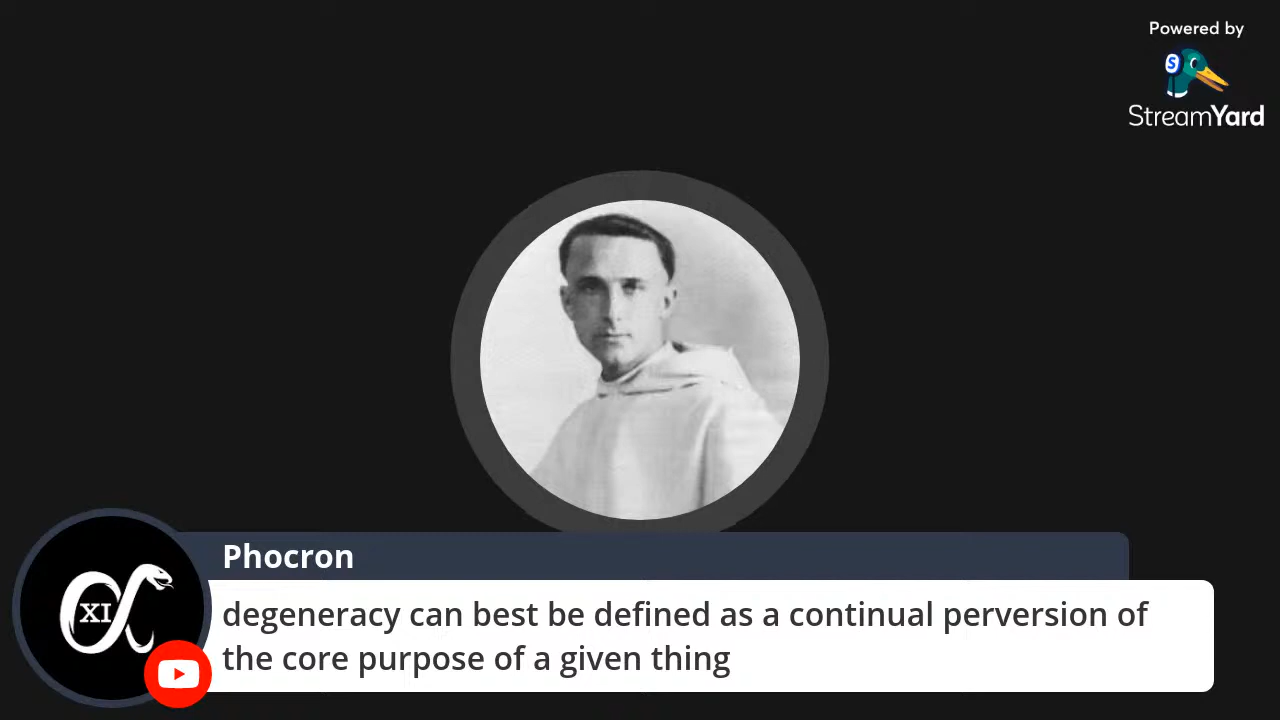 Powered by
S
StreamYard
XI
Phocron
degeneracy can best be defined as a continual perversion of
the core purpose of a given thing